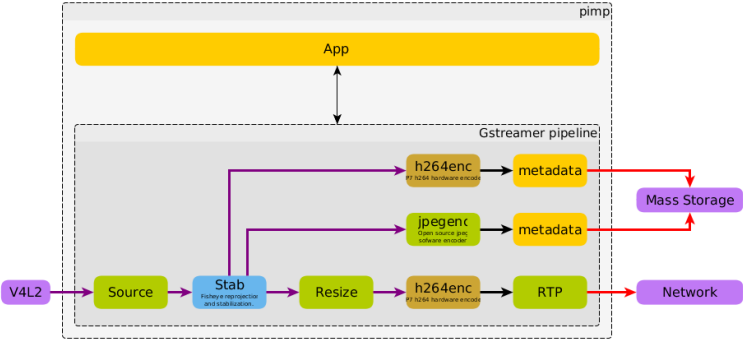 pimp
App
Gstreamer pipeline
h264enc
P7 h264 hardware encode
metadata
Mass Storage
jpegenc
Open source jpeg
sofware encoder
metadata
V4L2
Source
Stab
Fisheye reprojection
and stabilization.
Resize
h264enc
P7 h264 hardware encode
RTP
Network